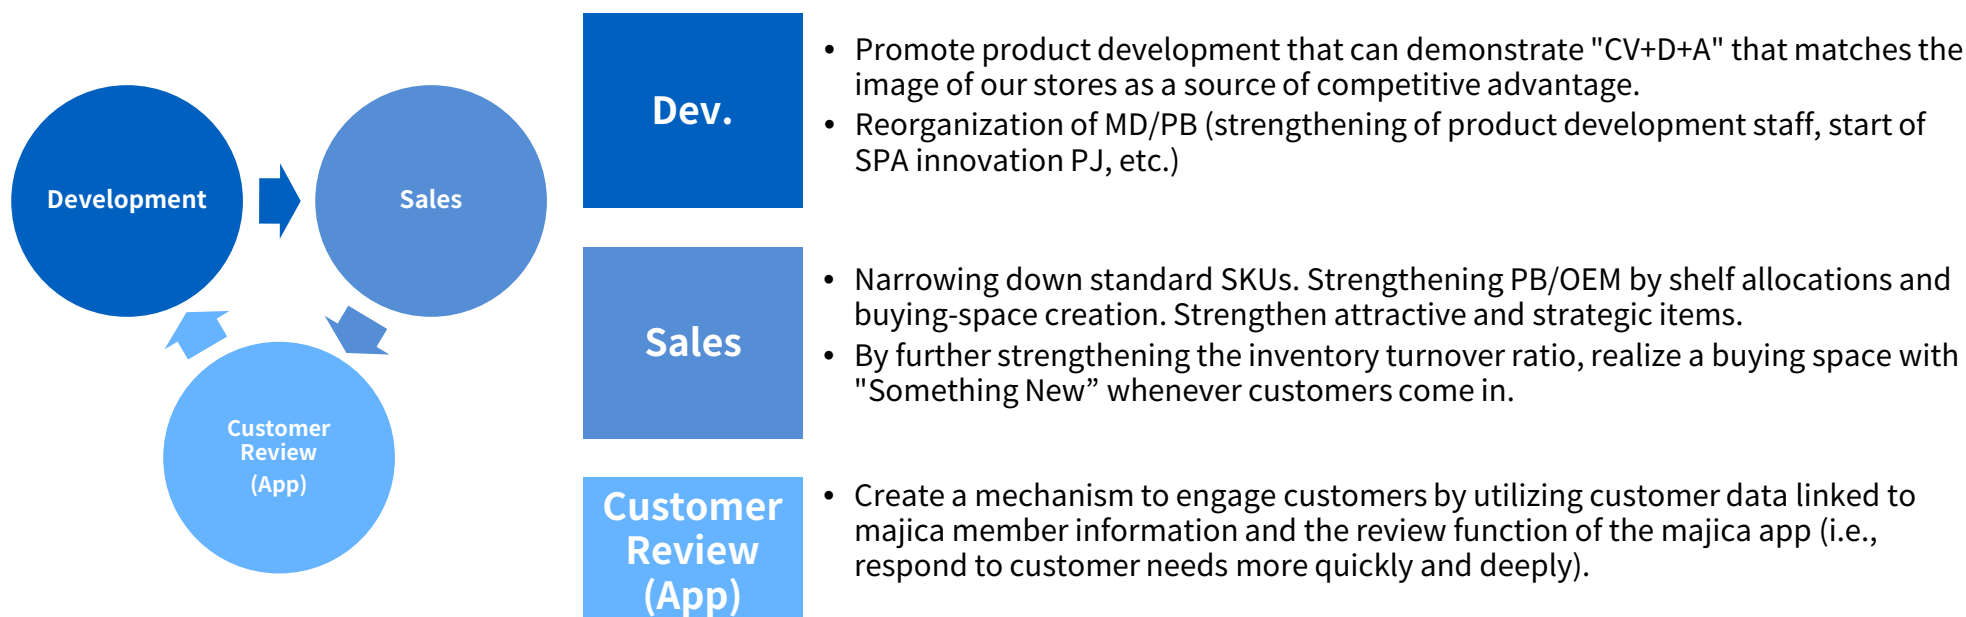 Development
Sales
Customer
Review
(App)
Dev.
• Promote product development that can demonstrate "CV+D+A" that matches the
image of our stores as a source of competitive advantage.
• Reorganization of MD/PB (strengthening of product development staff, start of
SPA innovation PJ, etc.)
Sales
• Narrowing down standard SKUs. Strengthening PB/OEM by shelf allocations and
buying-space creation. Strengthen attractive and strategic items.
• By further strengthening the inventory turnover ratio, realize a buying space with
"Something New” whenever customers come in.
Customer
Review
(App)
• Create a mechanism to engage customers by utilizing customer data linked to
majica member information and the review function of the majica app (i.e.,
respond to customer needs more quickly and deeply).